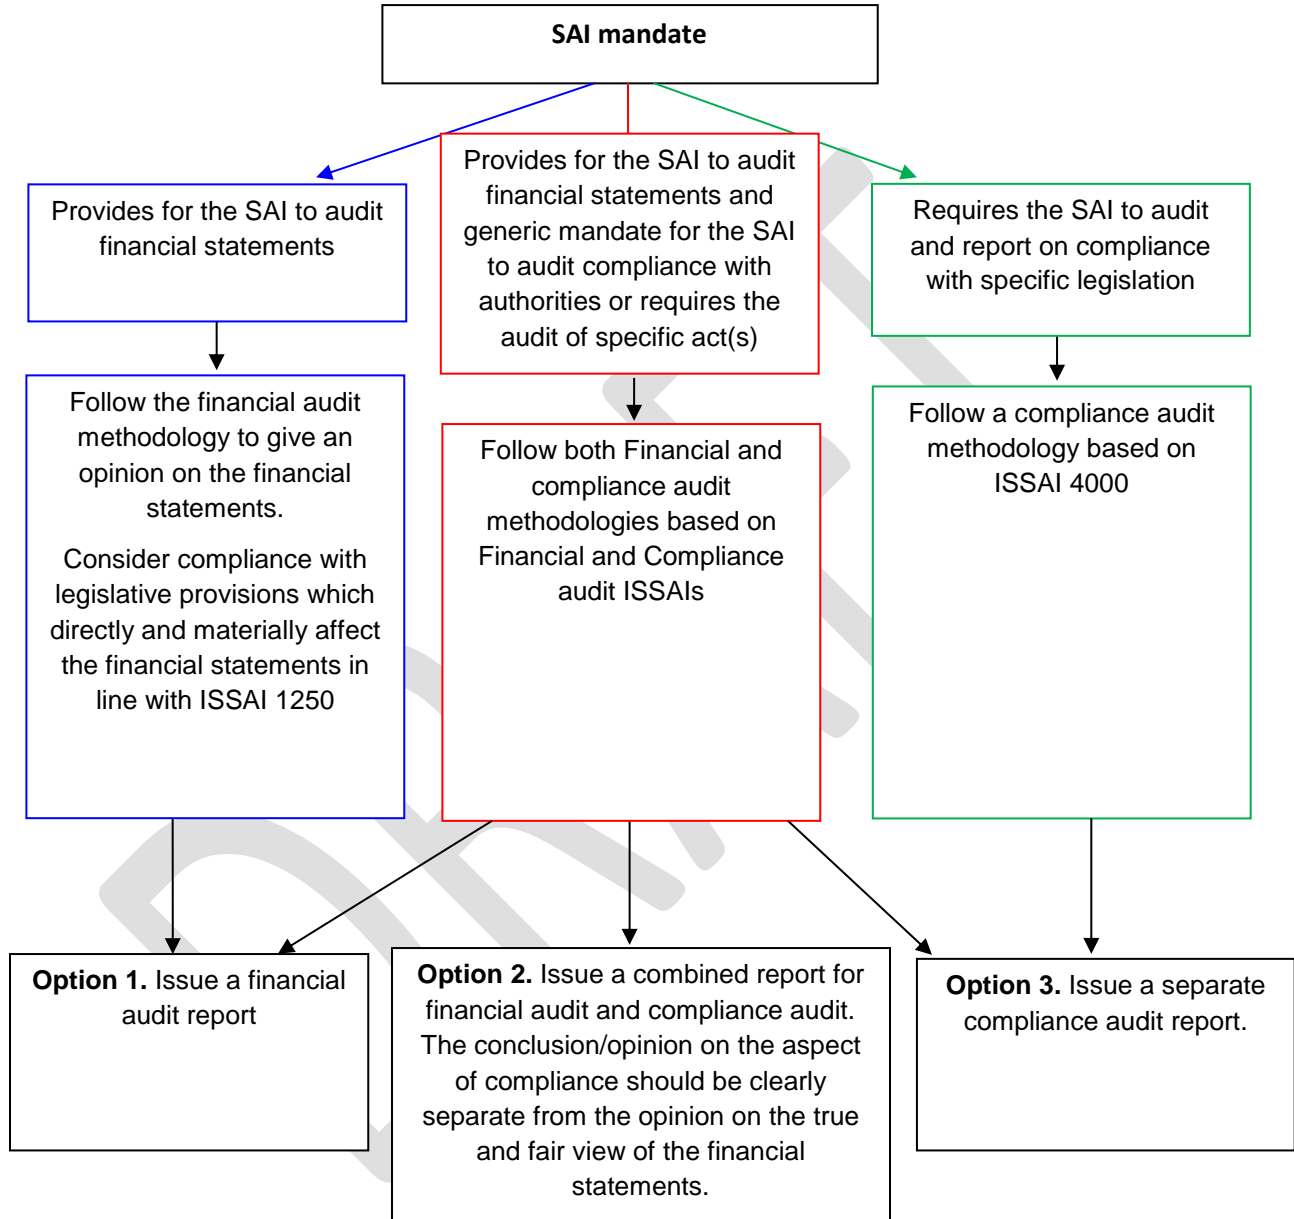 SAI mandate
Provides for the SAI to audit
financial statements
Provides for the SAI to audit
financial statements and
generic mandate for the SAI
to audit compliance with
authorities or requires the
audit of specific act(s)
Requires the SAI to audit
and report on compliance
with specific legislation
Follow the financial audit
methodology to give an
opinion on the financial
statements.
Consider compliance with
legislative provisions which
directly and materially affect
the financial statements in
line with ISSAI 1250
Follow both Financial and
compliance audit
methodologies based on
Financial and Compliance
audit ISSAIs
Follow a compliance audit
methodology based on
ISSAI 4000
Option 1. Issue a financial
audit report
Option 2. Issue a combined report for
financial audit and compliance audit.
The conclusion/opinion on the aspect
of compliance should be clearly
separate from the opinion on the true
and fair view of the financial
statements.
Option 3. Issue a separate
compliance audit report.
DRAFT